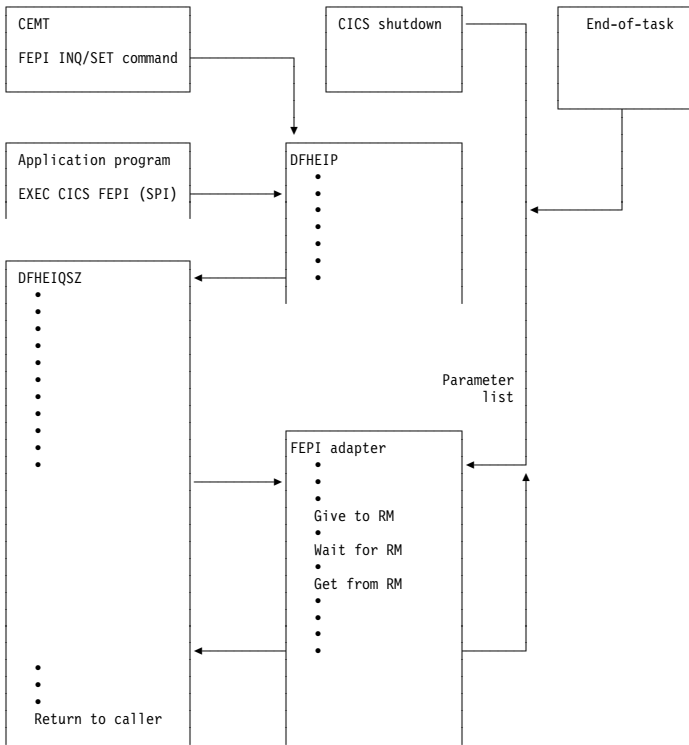 CEMT
FEPI INQ/SET command
CICS shutdown
End-of-task
Application program
EXEC CICS FEPI (SPI)
DFHEIP
•
•
•
•
•
•
•
DFHEIQSZ
•
•
•
•
•
•
•
•
•
•
•
Parameter
list
FEPI adapter
•
•
•
Give to RM
•
Wait for RM
•
Get from RM
•
•
•
•
•
•
•
Return to caller